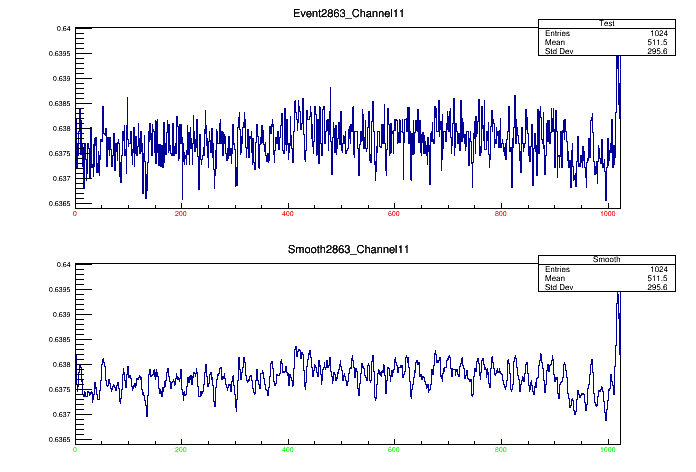 Event2863_Channel11
Test
Entries 1024
Mean 511.5
Std Dev 295.6
0.64
0.6395
0.639
0.6385
0.638
0.6375
0.637
0.6365
0 200 400 600 800 1000
Smooth2863_Channel11
Smooth
Entries 1024
Mean 511.5
Std Dev 295.6
0.64
0.6395
0.639
0.6385
0.638
0.6375
0.637
0.6365
0 200 400 600 800 1000